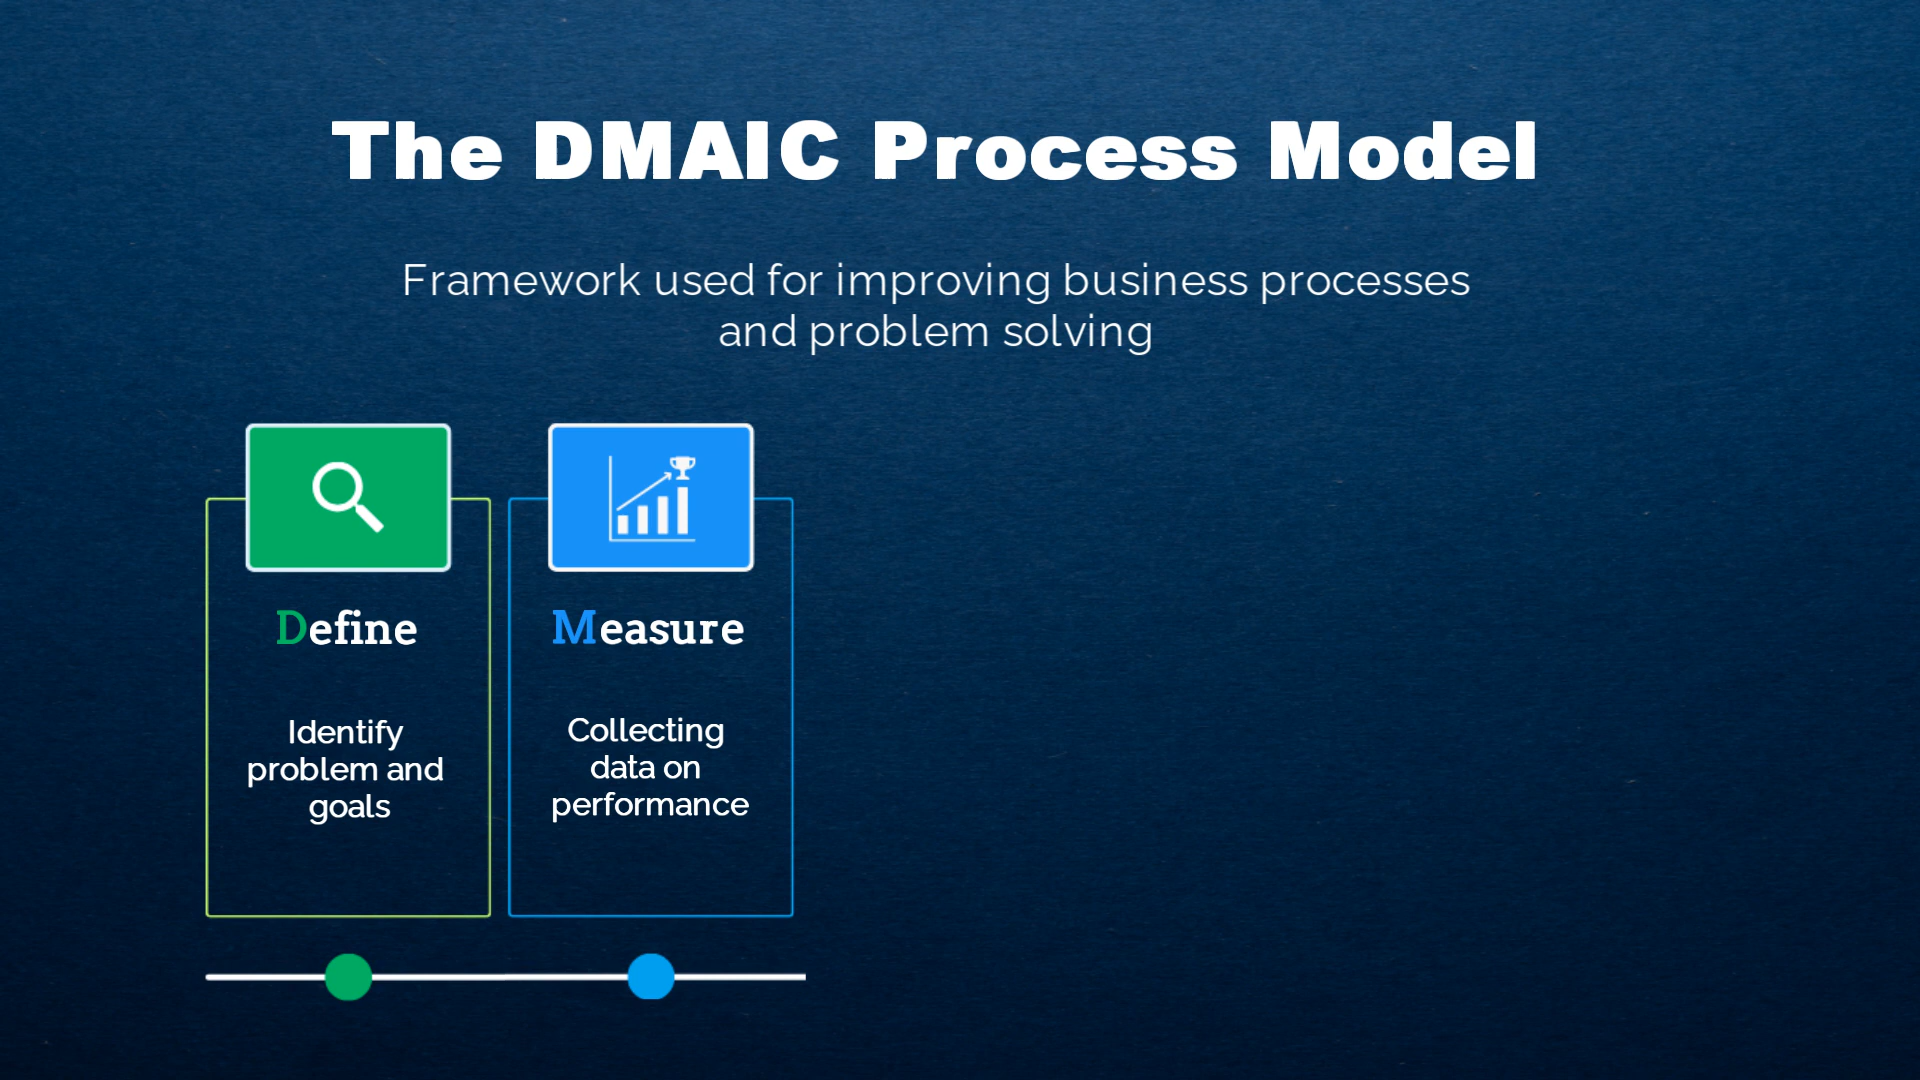 The DMAIC Process Model
Framework used for improving business processes
and problem solving
Define
Identify
problem and
goals
Measure
Collecting
data on
performance